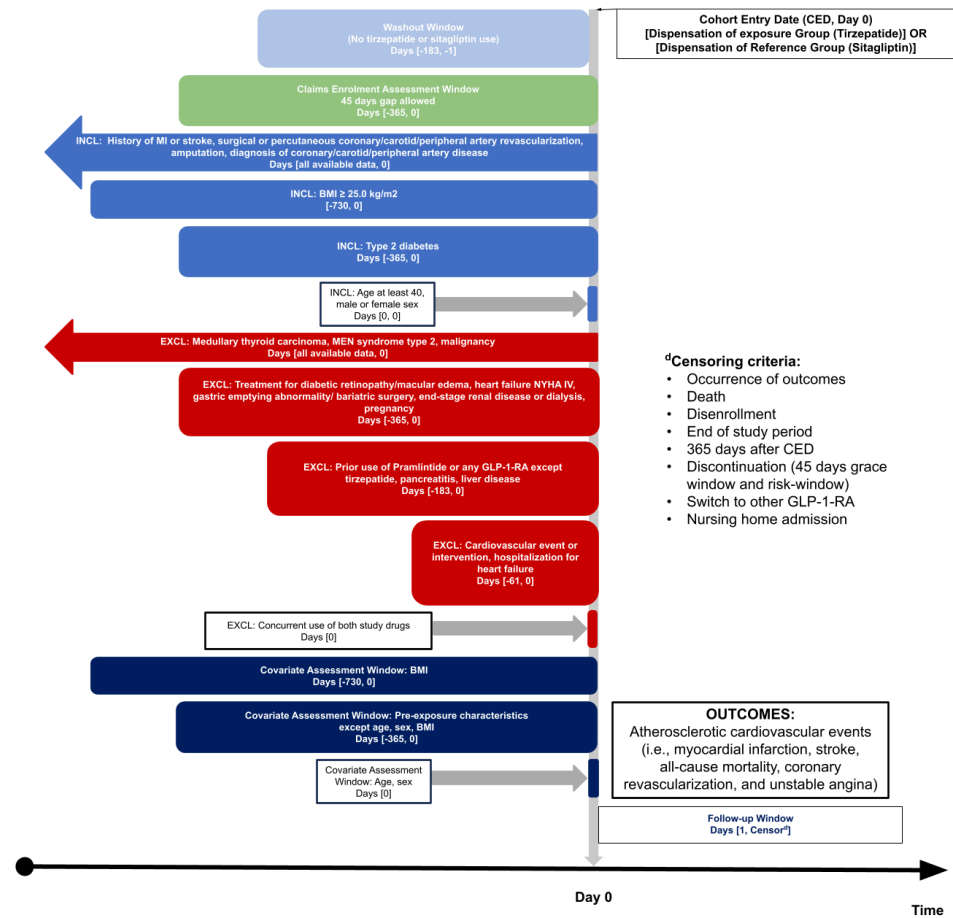 Washout Window
(No tirzepatide or sitagliptin use)
Days [-183, -1]
Cohort Entry Date (CED, Day 0)
[Dispensation of exposure Group (Tirzepatide)] OR
[Dispensation of Reference Group (Sitagliptin)]
Claims Enrolment Assessment Window
45 days gap allowed
Days [-365, 0]
INCL:  History of MI or stroke, surgical or percutaneous coronary/carotid/peripheral artery revascularization,
amputation, diagnosis of coronary/carotid/peripheral artery disease
Days [all available data, 0]
INCL: BMI ≥ 25.0 kg/m2
[-730, 0]
INCL: Type 2 diabetes
Days [-365, 0]
INCL: Age at least 40,
male or female sex
Days [0, 0]
EXCL: Medullary thyroid carcinoma, MEN syndrome type 2, malignancy
Days [all available data, 0]
EXCL: Treatment for diabetic retinopathy/macular edema, heart failure NYHA IV,
gastric emptying abnormality/ bariatric surgery, end-stage renal disease or dialysis,
pregnancy
Days [-365, 0]
EXCL: Prior use of Pramlintide or any GLP-1-RA except
tirzepatide, pancreatitis, liver disease
Days [-183, 0]
EXCL: Cardiovascular event or
intervention, hospitalization for
heart failure
Days [-61, 0]
EXCL: Concurrent use of both study drugs
Days [0]
Covariate Assessment Window: BMI
Days [-730, 0]
Covariate Assessment Window: Pre-exposure characteristics
except age, sex, BMI
Days [-365, 0]
Covariate Assessment
Window: Age, sex
Days [0]
dCensoring criteria:
• Occurrence of outcomes
• Death
• Disenrollment
• End of study period
• 365 days after CED
• Discontinuation (45 days grace
window and risk-window)
• Switch to other GLP-1-RA
• Nursing home admission
OUTCOMES:
Atherosclerotic cardiovascular events
(i.e., myocardial infarction, stroke,
all-cause mortality, coronary
revascularization, and unstable angina)
Follow-up Window
Days [1, Censord]
Day 0
Time